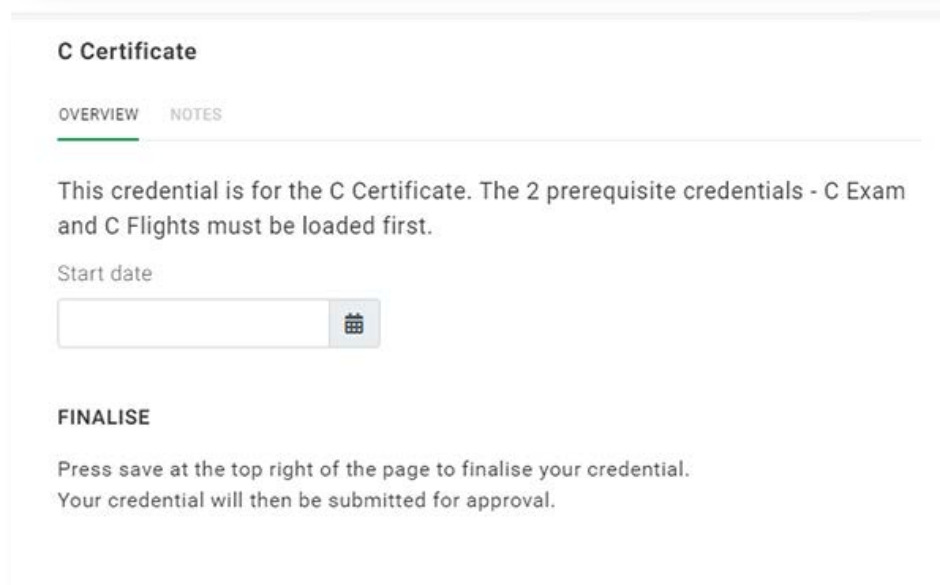 C Certificate
OVERVIEW NOTES
This credential is for the C Certificate. The 2 prerequisite credentials - C Exam
and C Flights must be loaded first.
Start date
FINALISE
Press save at the top right of the page to finalise your credential.
Your credential will then be submitted for approval.